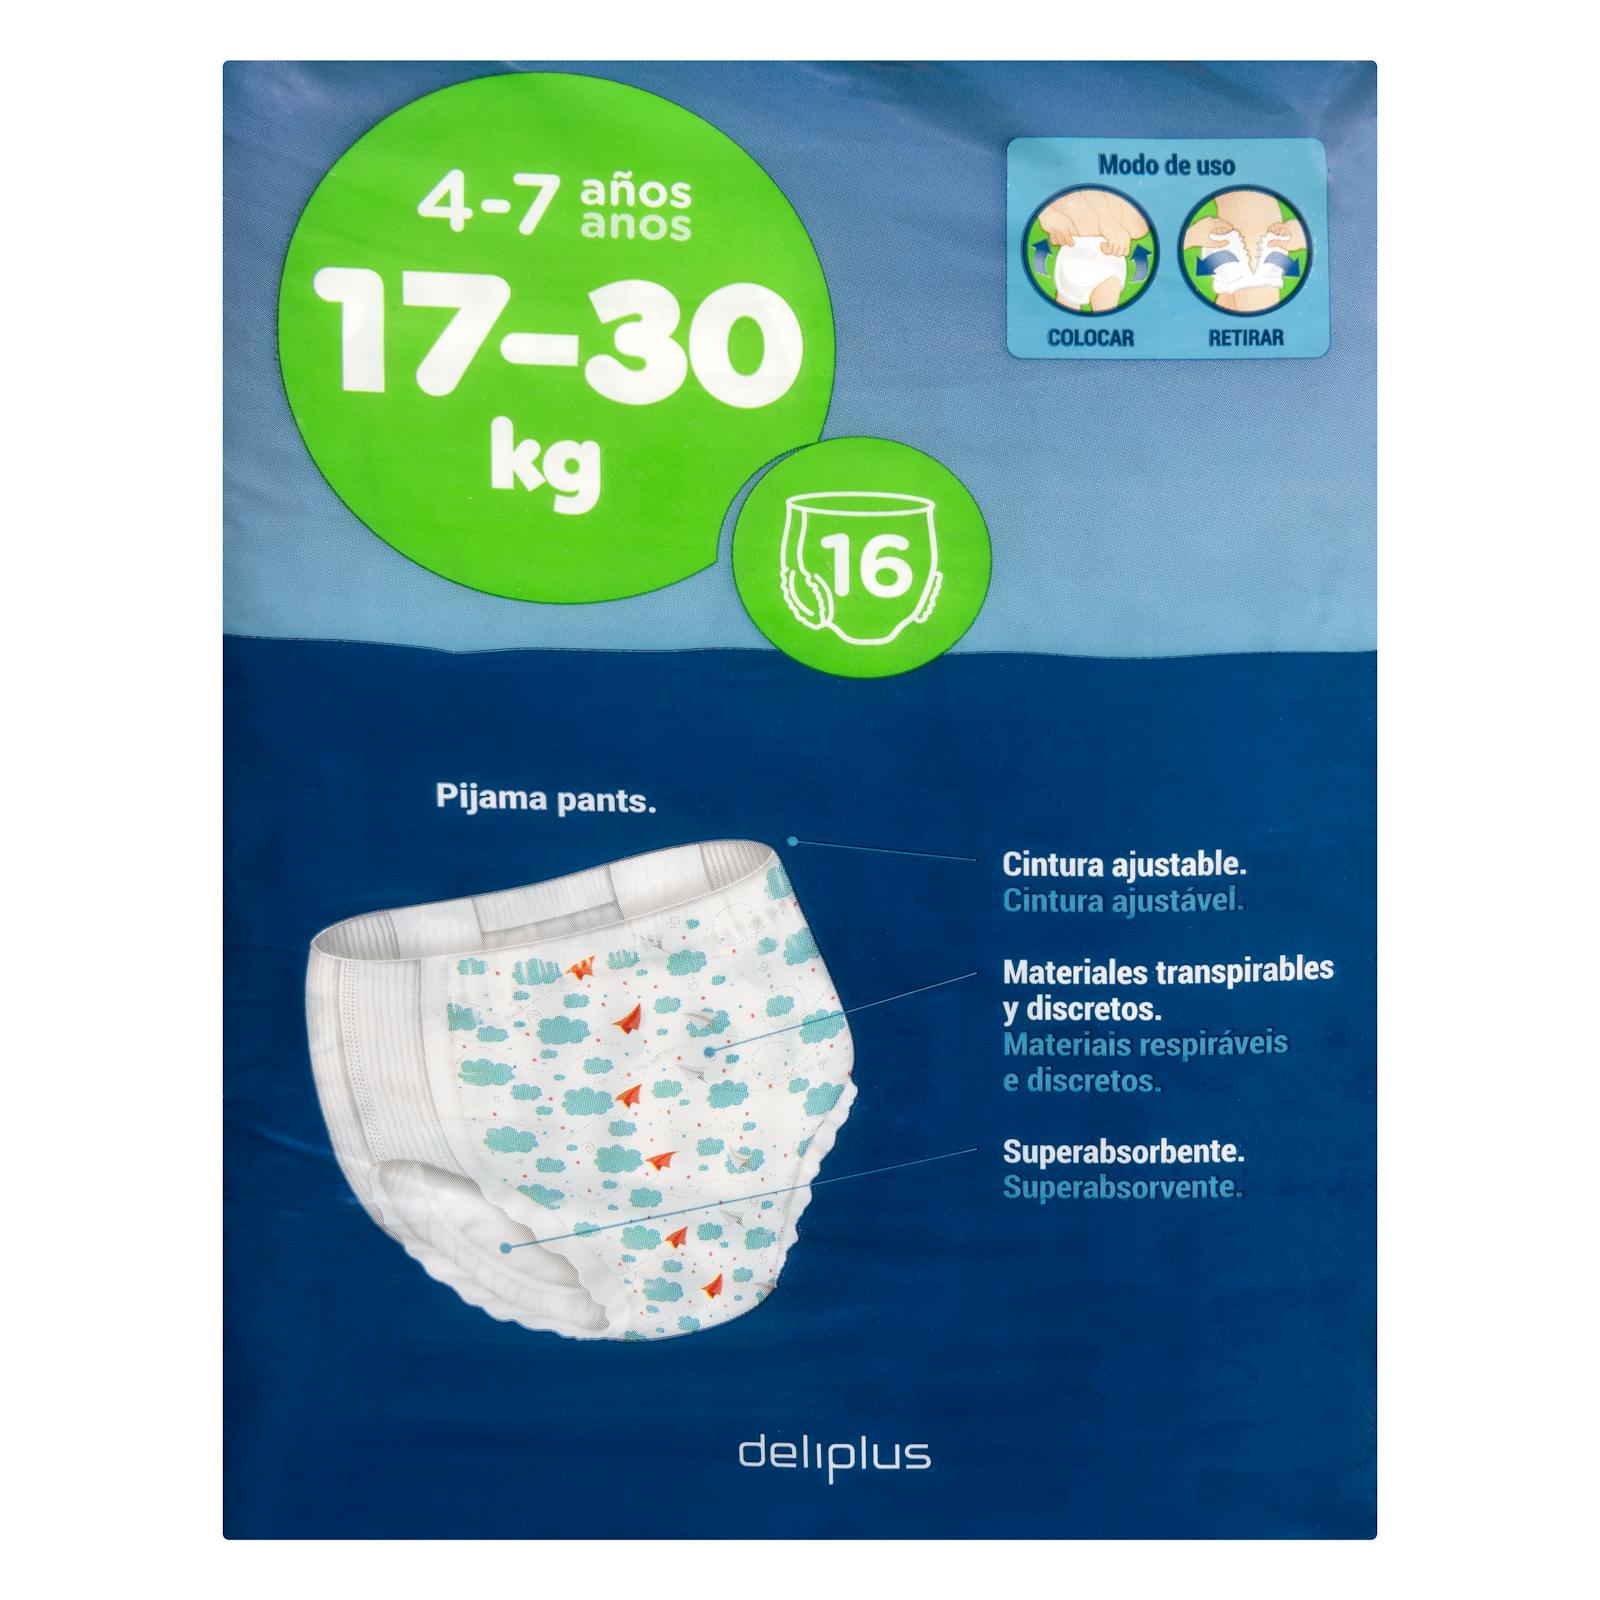 4-7 años
anos
17-30
kg
16
Modo de uso
COLOCAR RETIRAR
Pijama pants.
Cintura ajustable.
Cintura ajustável.
Materiales transpirables
y discretos.
Materiais respiráveis
e discretos.
Superabsorbente.
Superabsorvente.
deliplus